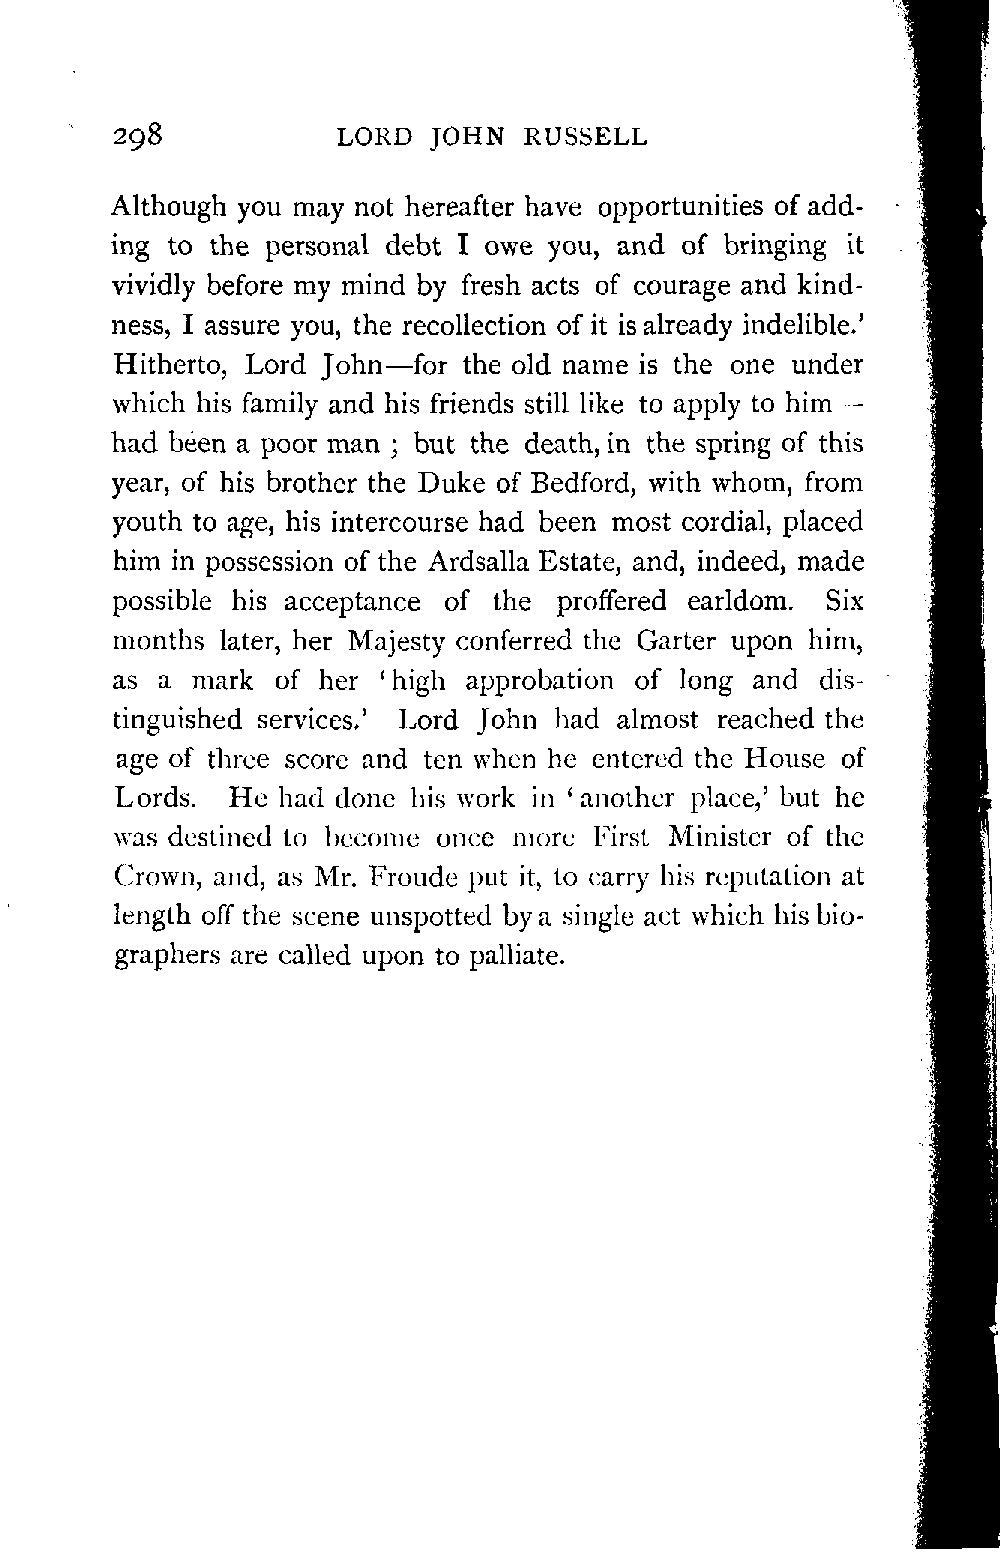 298 LORD JOHN RUSSELL
Although you may not hereafter have opportunities of add-
ing to the personal debt I owe you, and of bringing it
vividly before my mind by fresh acts of courage and kind-
ness, I assure you, the recollection of it is already indelible.'
Hitherto, Lord John—for the old name is the one under
which his family and his friends still like to apply to him —
had been a poor man ; but the death, in the spring of this
year, of his brother the Duke of Bedford, with whom, from
youth to age, his intercourse had been most cordial, placed
him in possession of the Ardsalla Estate, and, indeed, made
possible his acceptance of the proffered earldom. Six
months later, her Majesty conferred the Garter upon him,
as a mark of her 'high approbation of long and dis-
tinguished services.' Lord John had almost reached the
age of three score and ten when he entered the House of
Lords. He had done his work in 'another place,' but he
was destined to become once more First Minister of the
Crown, and, as Mr. Froude put it, to carry his reputation at
length off the scene unspotted by a single act which his bio-
graphers are called upon to palliate.